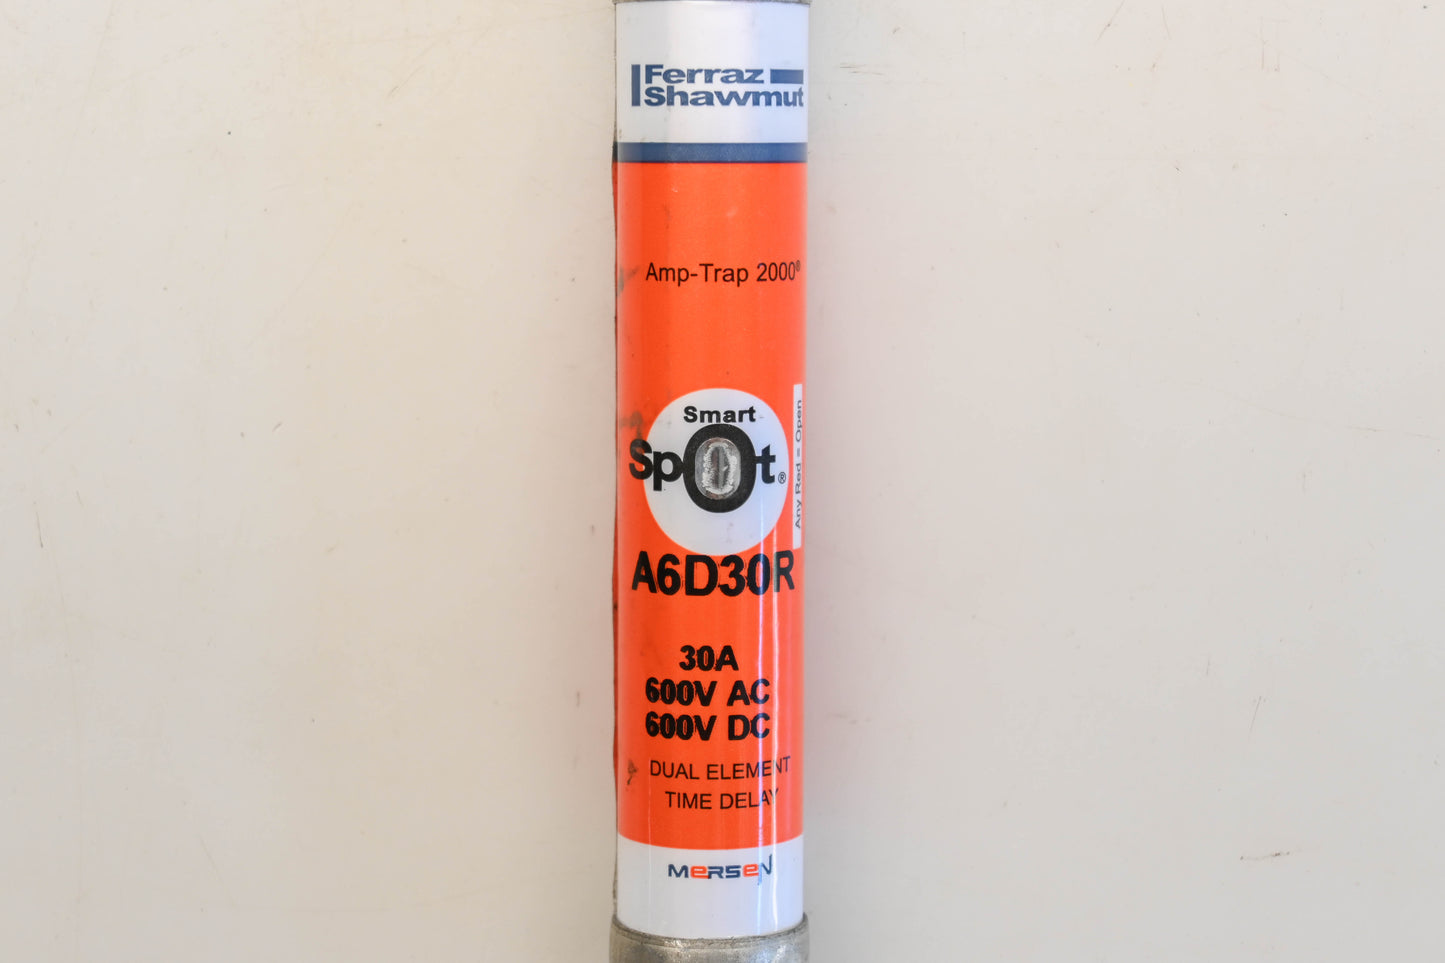 Ferraz
Shawmut
Amp-Trap 2000®
Smart
Spot®
Any Red = Open
A6D30R
30A
600V AC
600V DC
DUAL ELEMENT
TIME DELAY
MERSEN